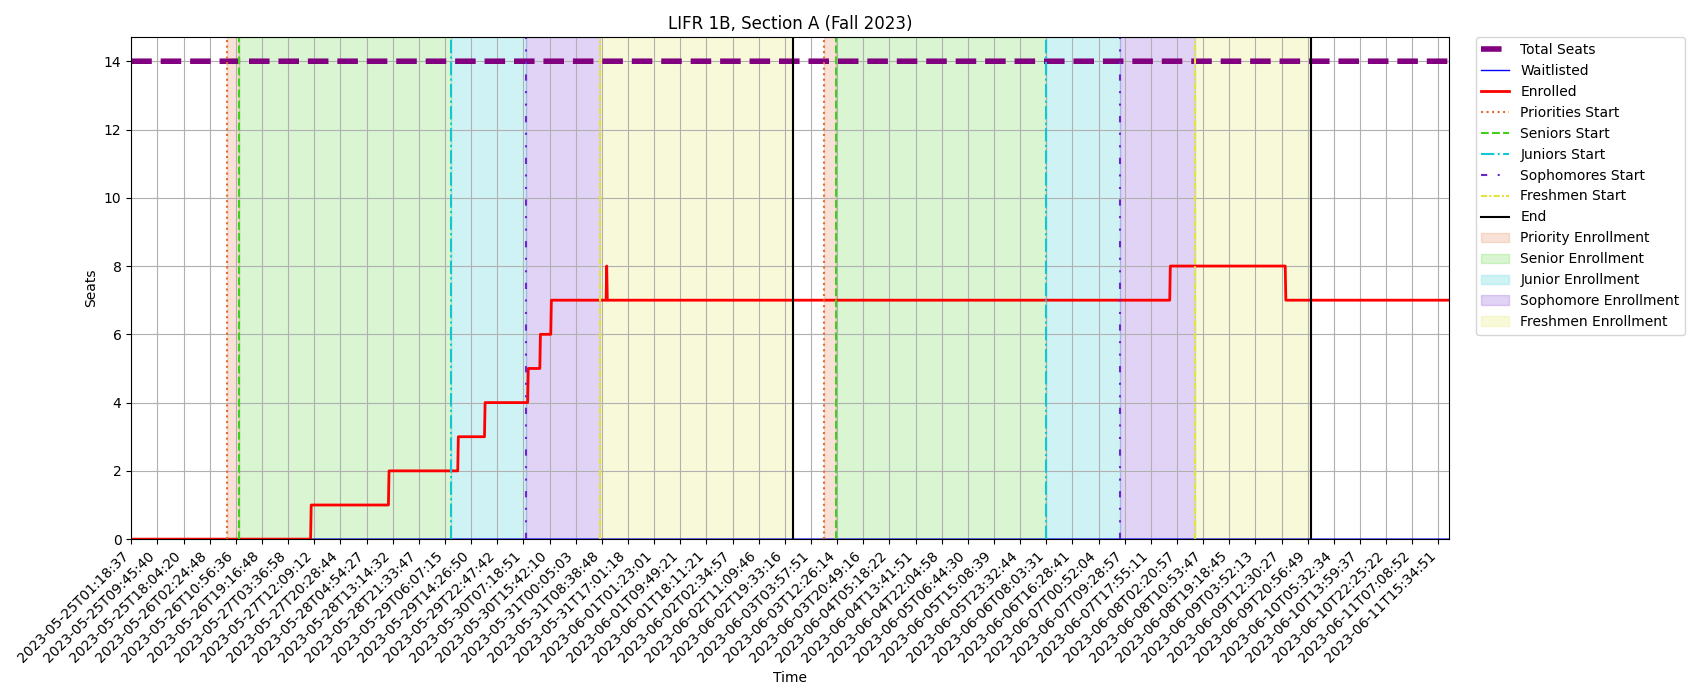 LIFR 1B, Section A (Fall 2023)
Seats
14
12
10
8
6
4
2
0
2023-05-25T01:18:37
2023-05-25T09:45:40
2023-05-25T18:04:20
2023-05-26T02:24:48
2023-05-26T10:56:36
2023-05-26T19:16:48
2023-05-27T03:36:58
2023-05-27T12:09:12
2023-05-27T20:28:44
2023-05-28T04:54:27
2023-05-28T13:14:32
2023-05-28T21:33:47
2023-05-29T06:07:15
2023-05-29T14:26:50
2023-05-29T22:47:42
2023-05-30T07:18:51
2023-05-30T15:42:10
2023-05-31T00:05:03
2023-05-31T08:38:48
2023-05-31T17:01:18
2023-06-01T01:23:01
2023-06-01T09:49:21
2023-06-01T18:11:21
2023-06-02T02:34:57
2023-06-02T11:09:46
2023-06-02T19:33:16
2023-06-03T03:57:51
2023-06-03T12:26:14
2023-06-03T20:49:16
2023-06-04T05:18:22
2023-06-04T13:41:51
2023-06-04T22:04:58
2023-06-05T06:44:30
2023-06-05T15:08:39
2023-06-05T23:32:44
2023-06-06T08:03:31
2023-06-06T16:28:41
2023-06-07T00:52:04
2023-06-07T09:28:57
2023-06-07T17:55:11
2023-06-08T02:20:57
2023-06-08T10:53:47
2023-06-08T19:18:45
2023-06-09T03:52:13
2023-06-09T12:30:27
2023-06-09T20:56:49
2023-06-10T05:32:34
2023-06-10T13:59:37
2023-06-10T22:25:22
2023-06-11T07:08:52
2023-06-11T15:34:51
Time
Total Seats
Waitlisted
Enrolled
Priorities Start
Seniors Start
Juniors Start
Sophomores Start
Freshmen Start
End
Priority Enrollment
Senior Enrollment
Junior Enrollment
Sophomore Enrollment
Freshmen Enrollment